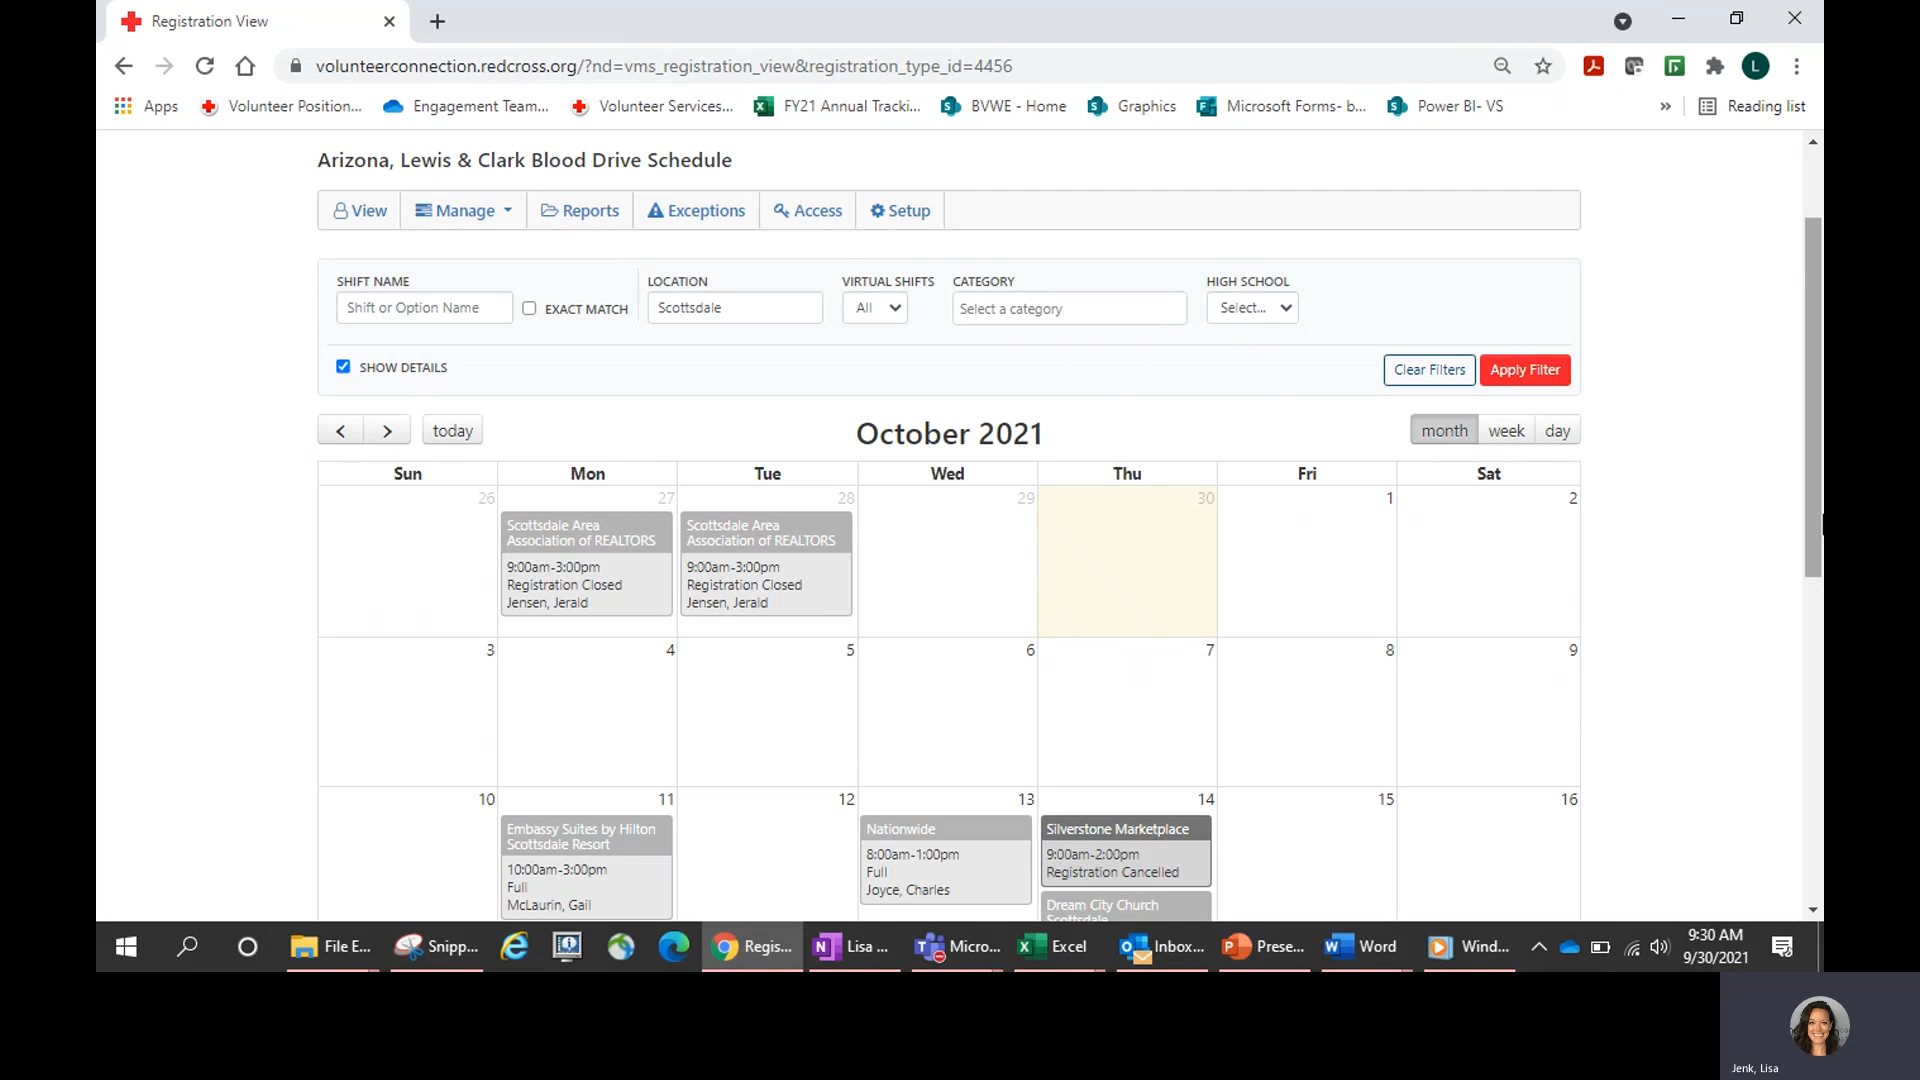 Registration View
volunteerconnection.redcross.org/?nd=vms_registration_view&registration_type_id=4456
L
Apps Volunteer Position... Engagement Team... Volunteer Services... FY21 Annual Tracki... BVWE - Home Graphics Microsoft Forms- b... Power BI- VS » Reading list
Arizona, Lewis & Clark Blood Drive Schedule
View Manage Reports Exceptions Access Setup
SHIFT NAME LOCATION VIRTUAL SHIFTS CATEGORY HIGH SCHOOL
Shift or Option Name EXACT MATCH Scottsdale All Select a category Select...
SHOW DETAILS Clear Filters Apply Filter
today October 2021 month week day
Sun Mon Tue Wed Thu Fri Sat
26 27 28 29 30 1 2
Scottsdale Area
Association of REALTORS
9:00am-3:00pm
Registration Closed
Jensen, Jerald
Scottsdale Area
Association of REALTORS
9:00am-3:00pm
Registration Closed
Jensen, Jerald
3 4 5 6 7 8 9
10 11 12 13 14 15 16
Embassy Suites by Hilton
Scottsdale Resort
10:00am-3:00pm
Full
McLaurin, Gail
Nationwide
8:00am-1:00pm
Full
Joyce, Charles
Silverstone Marketplace
9:00am-2:00pm
Registration Cancelled
Dream City Church
Scottsdale
File E... Snipp... Regis... Lisa ... Micro... Excel Inbox... Prese... Word Wind...
9:30 AM
9/30/2021
Jenk, Lisa